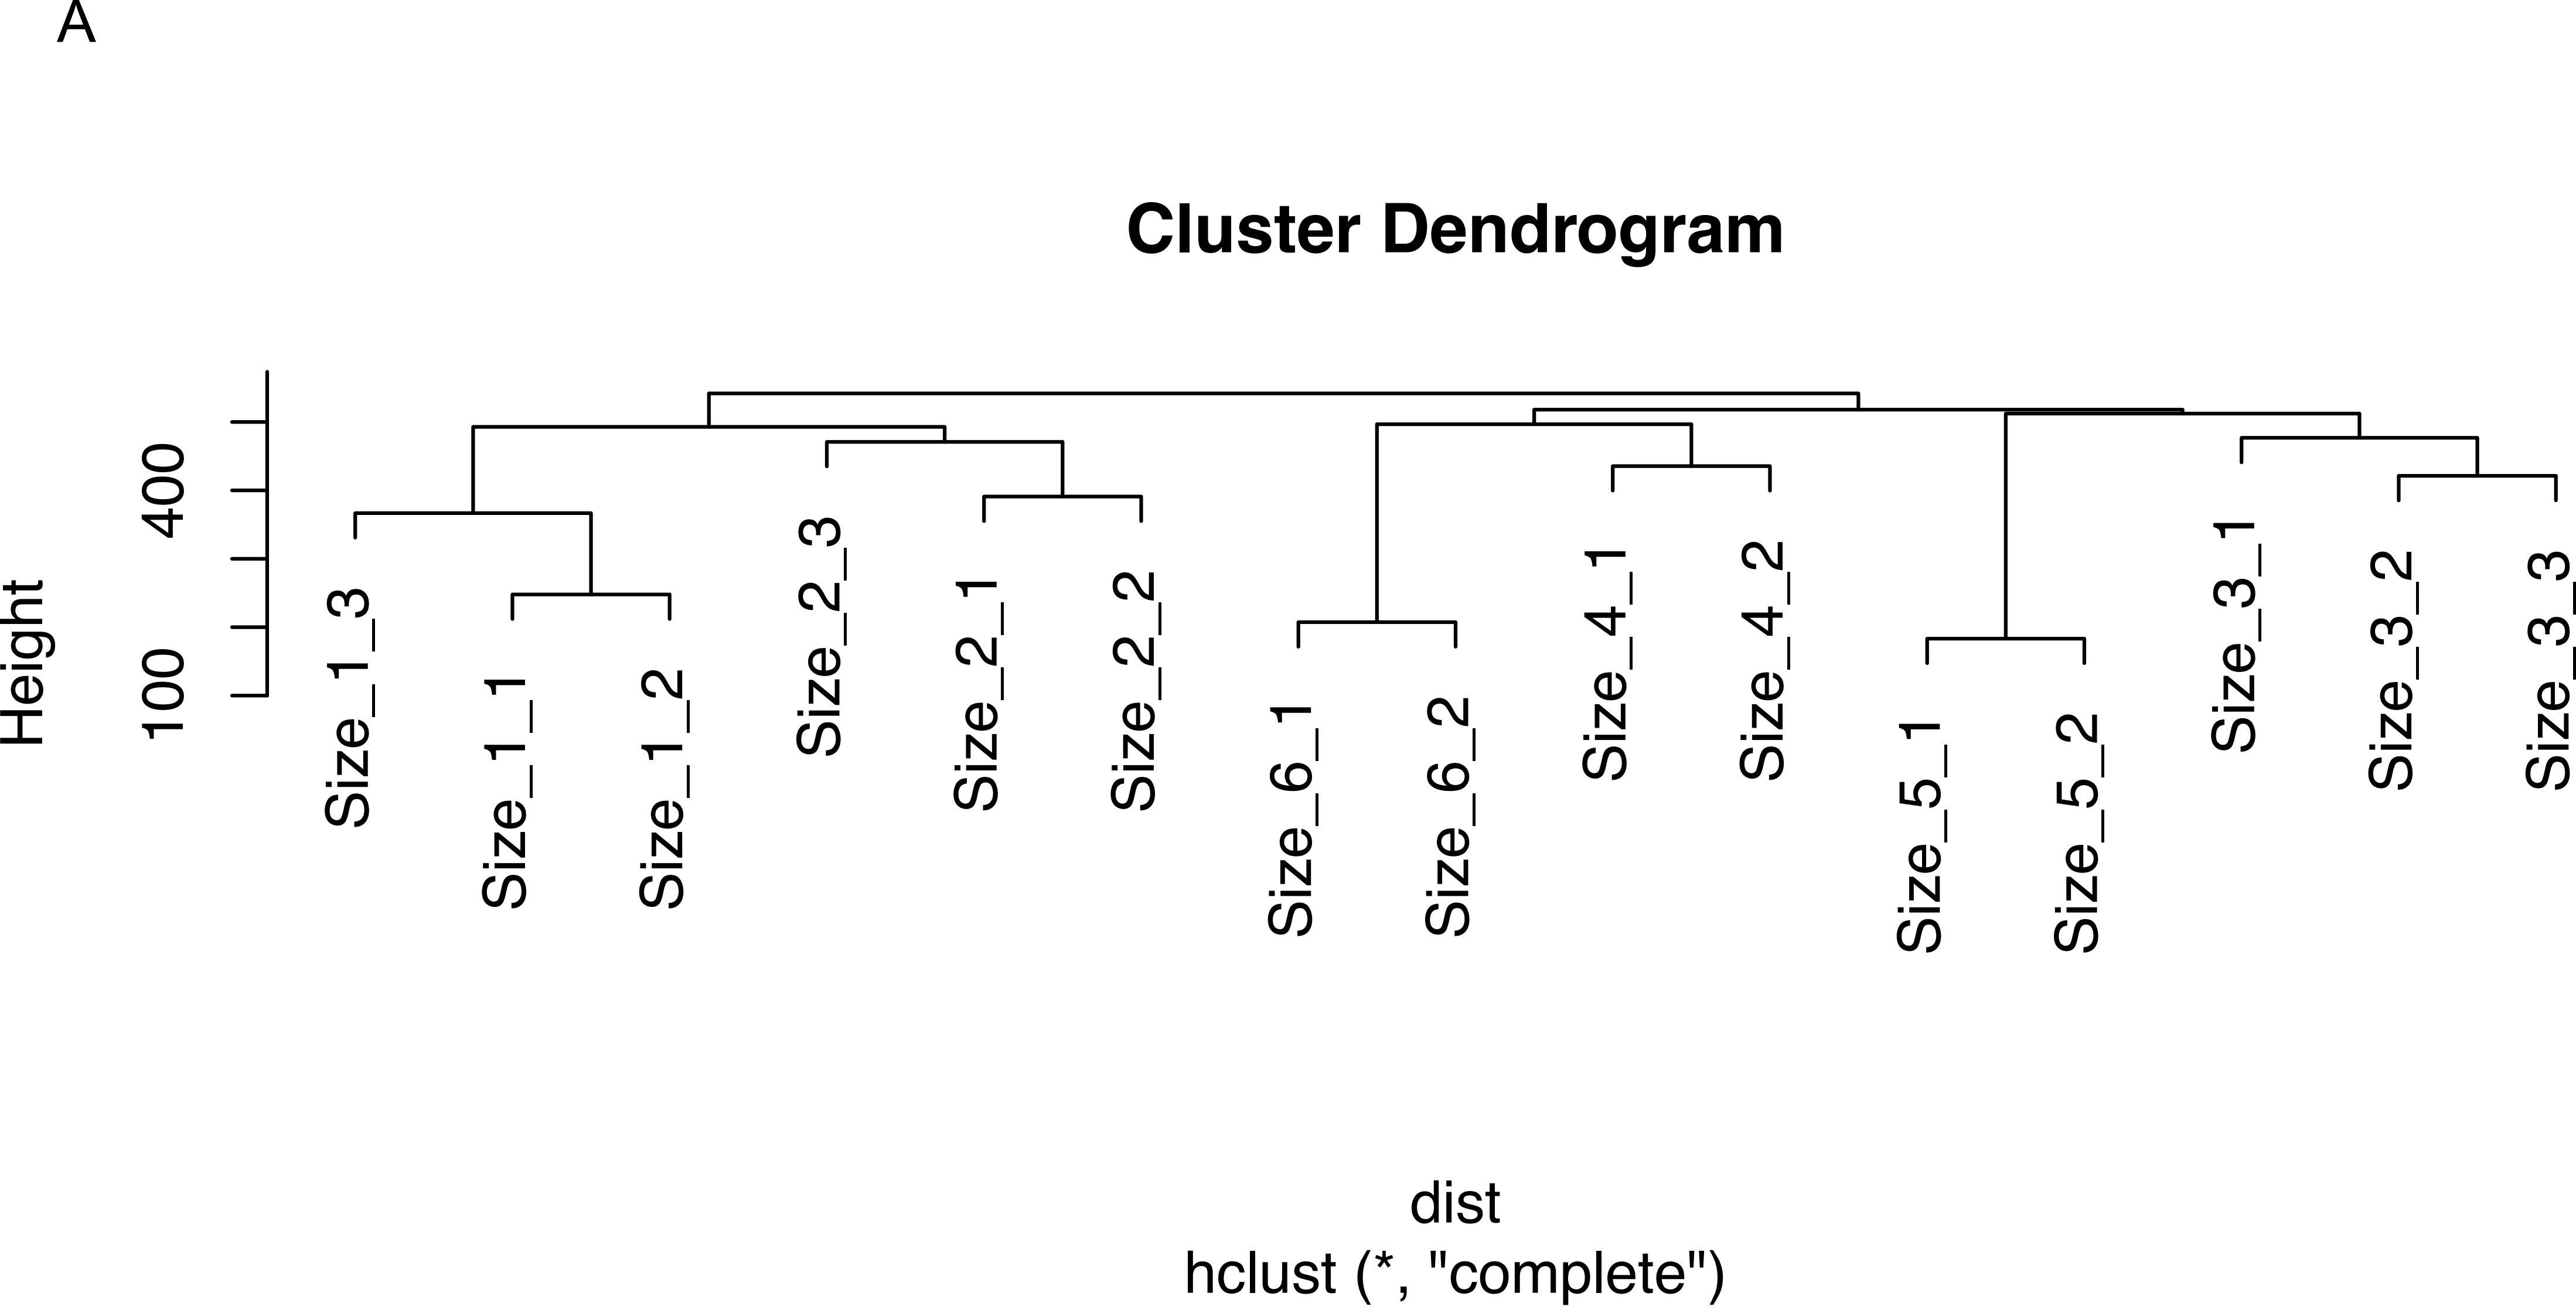 A
Cluster Dendrogram
Height
400
100
Size_1_3
Size_1_1
Size_1_2
Size_2_3
Size_2_1
Size_2_2
Size_6_1
Size_6_2
Size_4_1
Size_4_2
Size_5_1
Size_5_2
Size_3_1
Size_3_2
Size_3_3
dist
hclust (*, "complete")